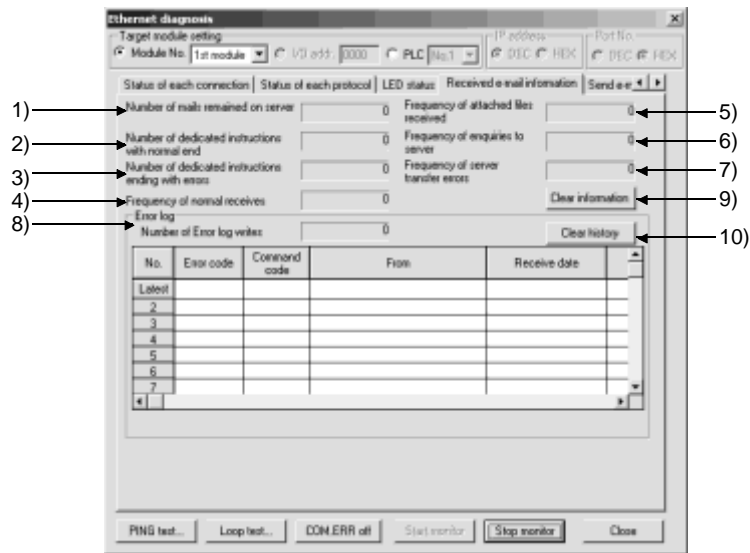 Ethernet diagnosis
Target module setting
Module No. 1st module I/O addr. 0000 PLC No.1
IP address
DEC HEX
Port No.
DEC HEX
Status of each connection Status of each protocol LED status Received e-mail information Send e-
1) Number of mails remained on server 0
Frequency of attached files received 0 5)
2) Number of dedicated instructions with normal end 0
Frequency of enquiries to server 0 6)
3) Number of dedicated instructions ending with errors 0
Frequency of server transfer errors 0 7)
4) Frequency of normal receives 0
Clear information 9)
8) Error log
Number of Error log writes 0
Clear history 10)
No. Error code Command code From Receive date
Latest
2
3
4
5
6
7
PING test... Loop test... COM.ERR off Start monitor Stop monitor Close